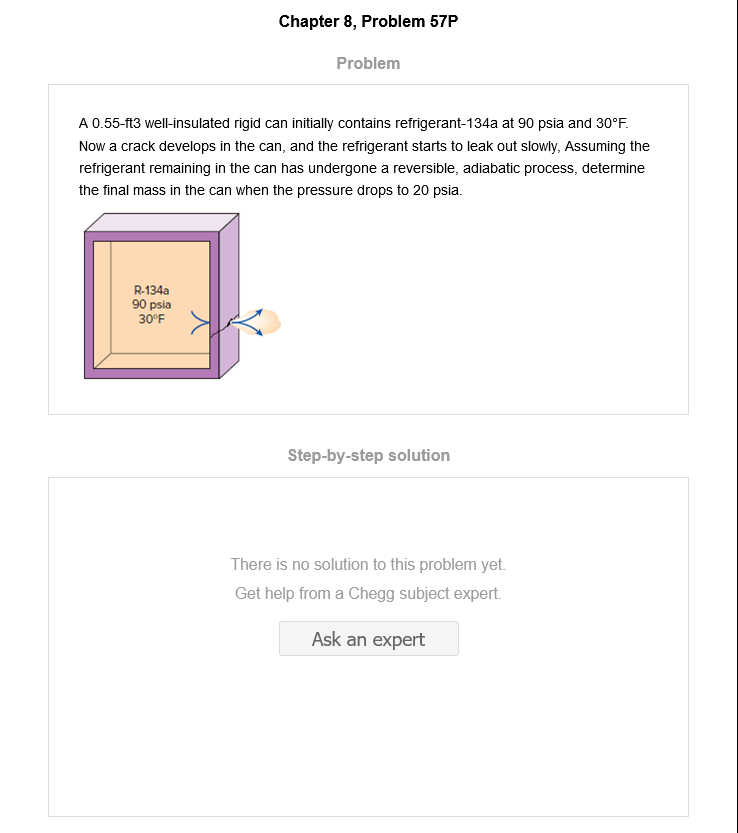 Chapter 8, Problem 57P
Problem
A 0.55-ft3 well-insulated rigid can initially contains refrigerant-134a at 90 psia and 30°F.
Now a crack develops in the can, and the refrigerant starts to leak out slowly, Assuming the
refrigerant remaining in the can has undergone a reversible, adiabatic process, determine
the final mass in the can when the pressure drops to 20 psia.
R-134a
90 psia
30°F
Step-by-step solution
There is no solution to this problem yet.
Get help from a Chegg subject expert.
Ask an expert